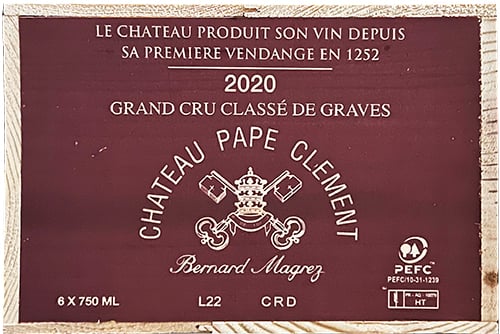 LE CHATEAU PRODUIT SON VIN DEPUIS
SA PREMIERE VENDANGE EN 1252
2020
GRAND CRU CLASSÉ DE GRAVES
CHATEAU PAPE CLEMENT
Bernard Magrez
PEFC™
PEFC/10-31-1239
HT
6 X 750 ML
L22
CRD